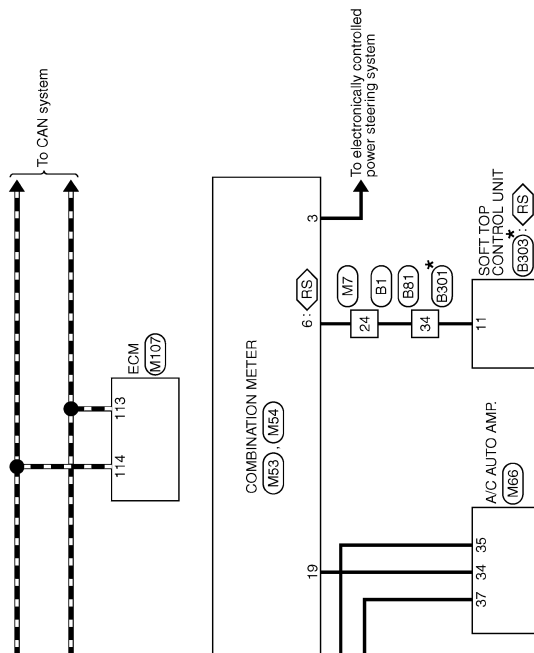 To CAN system
ECM
M107
113
114
To electronically controlled
power steering system
3
6 : RS
COMBINATION METER
M53 , M54
19
M7
24
B1
B81
34
B301 *
SOFT TOP
CONTROL UNIT
B303 * : RS
11
A/C AUTO AMP.
M66
35
34
37